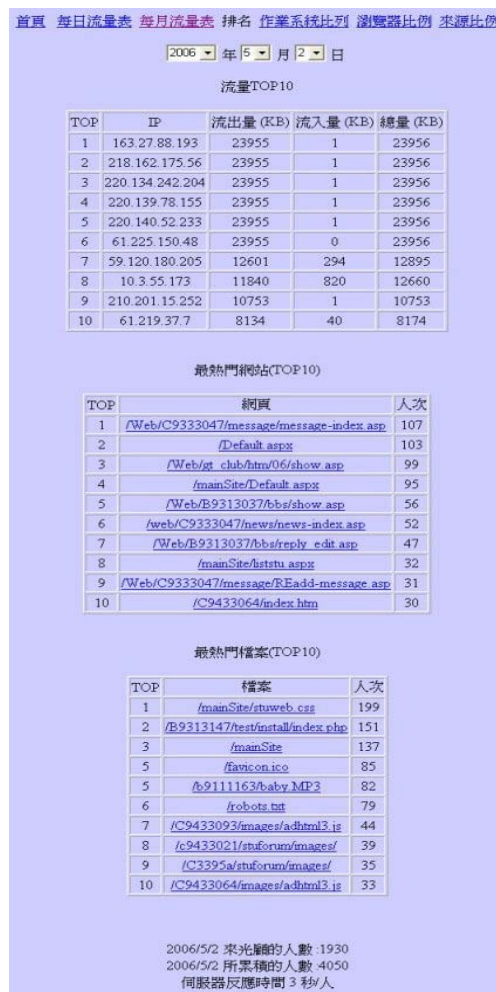 首頁 每日流量表 每月流量表 排名 作業系統比列 瀏覽器比例 來源比例
2006 年 5 月 2 日
流量TOP10
TOP IP 流出量 (KB) 流入量 (KB) 總量 (KB)
1 163.27.88.193 23955 1 23956
2 218.162.175.56 23955 1 23956
3 220.134.242.204 23955 1 23956
4 220.139.78.155 23955 1 23956
5 220.140.52.233 23955 1 23956
6 61.225.150.48 23955 0 23956
7 59.120.180.205 12601 294 12895
8 10.3.55.173 11840 820 12660
9 210.201.15.252 10753 1 10753
10 61.219.37.7 8134 40 8174
最熱門網站(TOP10)
TOP 網頁 人次
1 /Web/C9333047/message/message-index.asp 107
2 /Default.aspx 103
3 /Web/gt_club/htm/06/show.asp 99
4 /mainSite/Default.aspx 95
5 /Web/B9313037/bbs/show.asp 56
6 /web/C9333047/news/news-index.asp 52
7 /Web/B9313037/bbs/reply_edit.asp 47
8 /mainSite/liststu.aspx 32
9 /Web/C9333047/message/REadd-message.asp 31
10 /C9433064/index.htm 30
最熱門檔案(TOP10)
TOP 檔案 人次
1 /mainSite/stuweb.css 199
2 /B9313147/test/install/index.php 151
3 /mainSite 137
5 /favicon.ico 85
5 /b9111163/baby.MP3 82
6 /robots.txt 79
7 /C9433093/images/adhtml3.js 44
8 /c9433021/stuforum/images/ 39
9 /C3395a/stuforum/images/ 35
10 /C9433064/images/adhtml3.js 33
2006/5/2 來光顧的人數 :1930
2006/5/2 所累積的人數 :4050
伺服器反應時間 3 秒/人